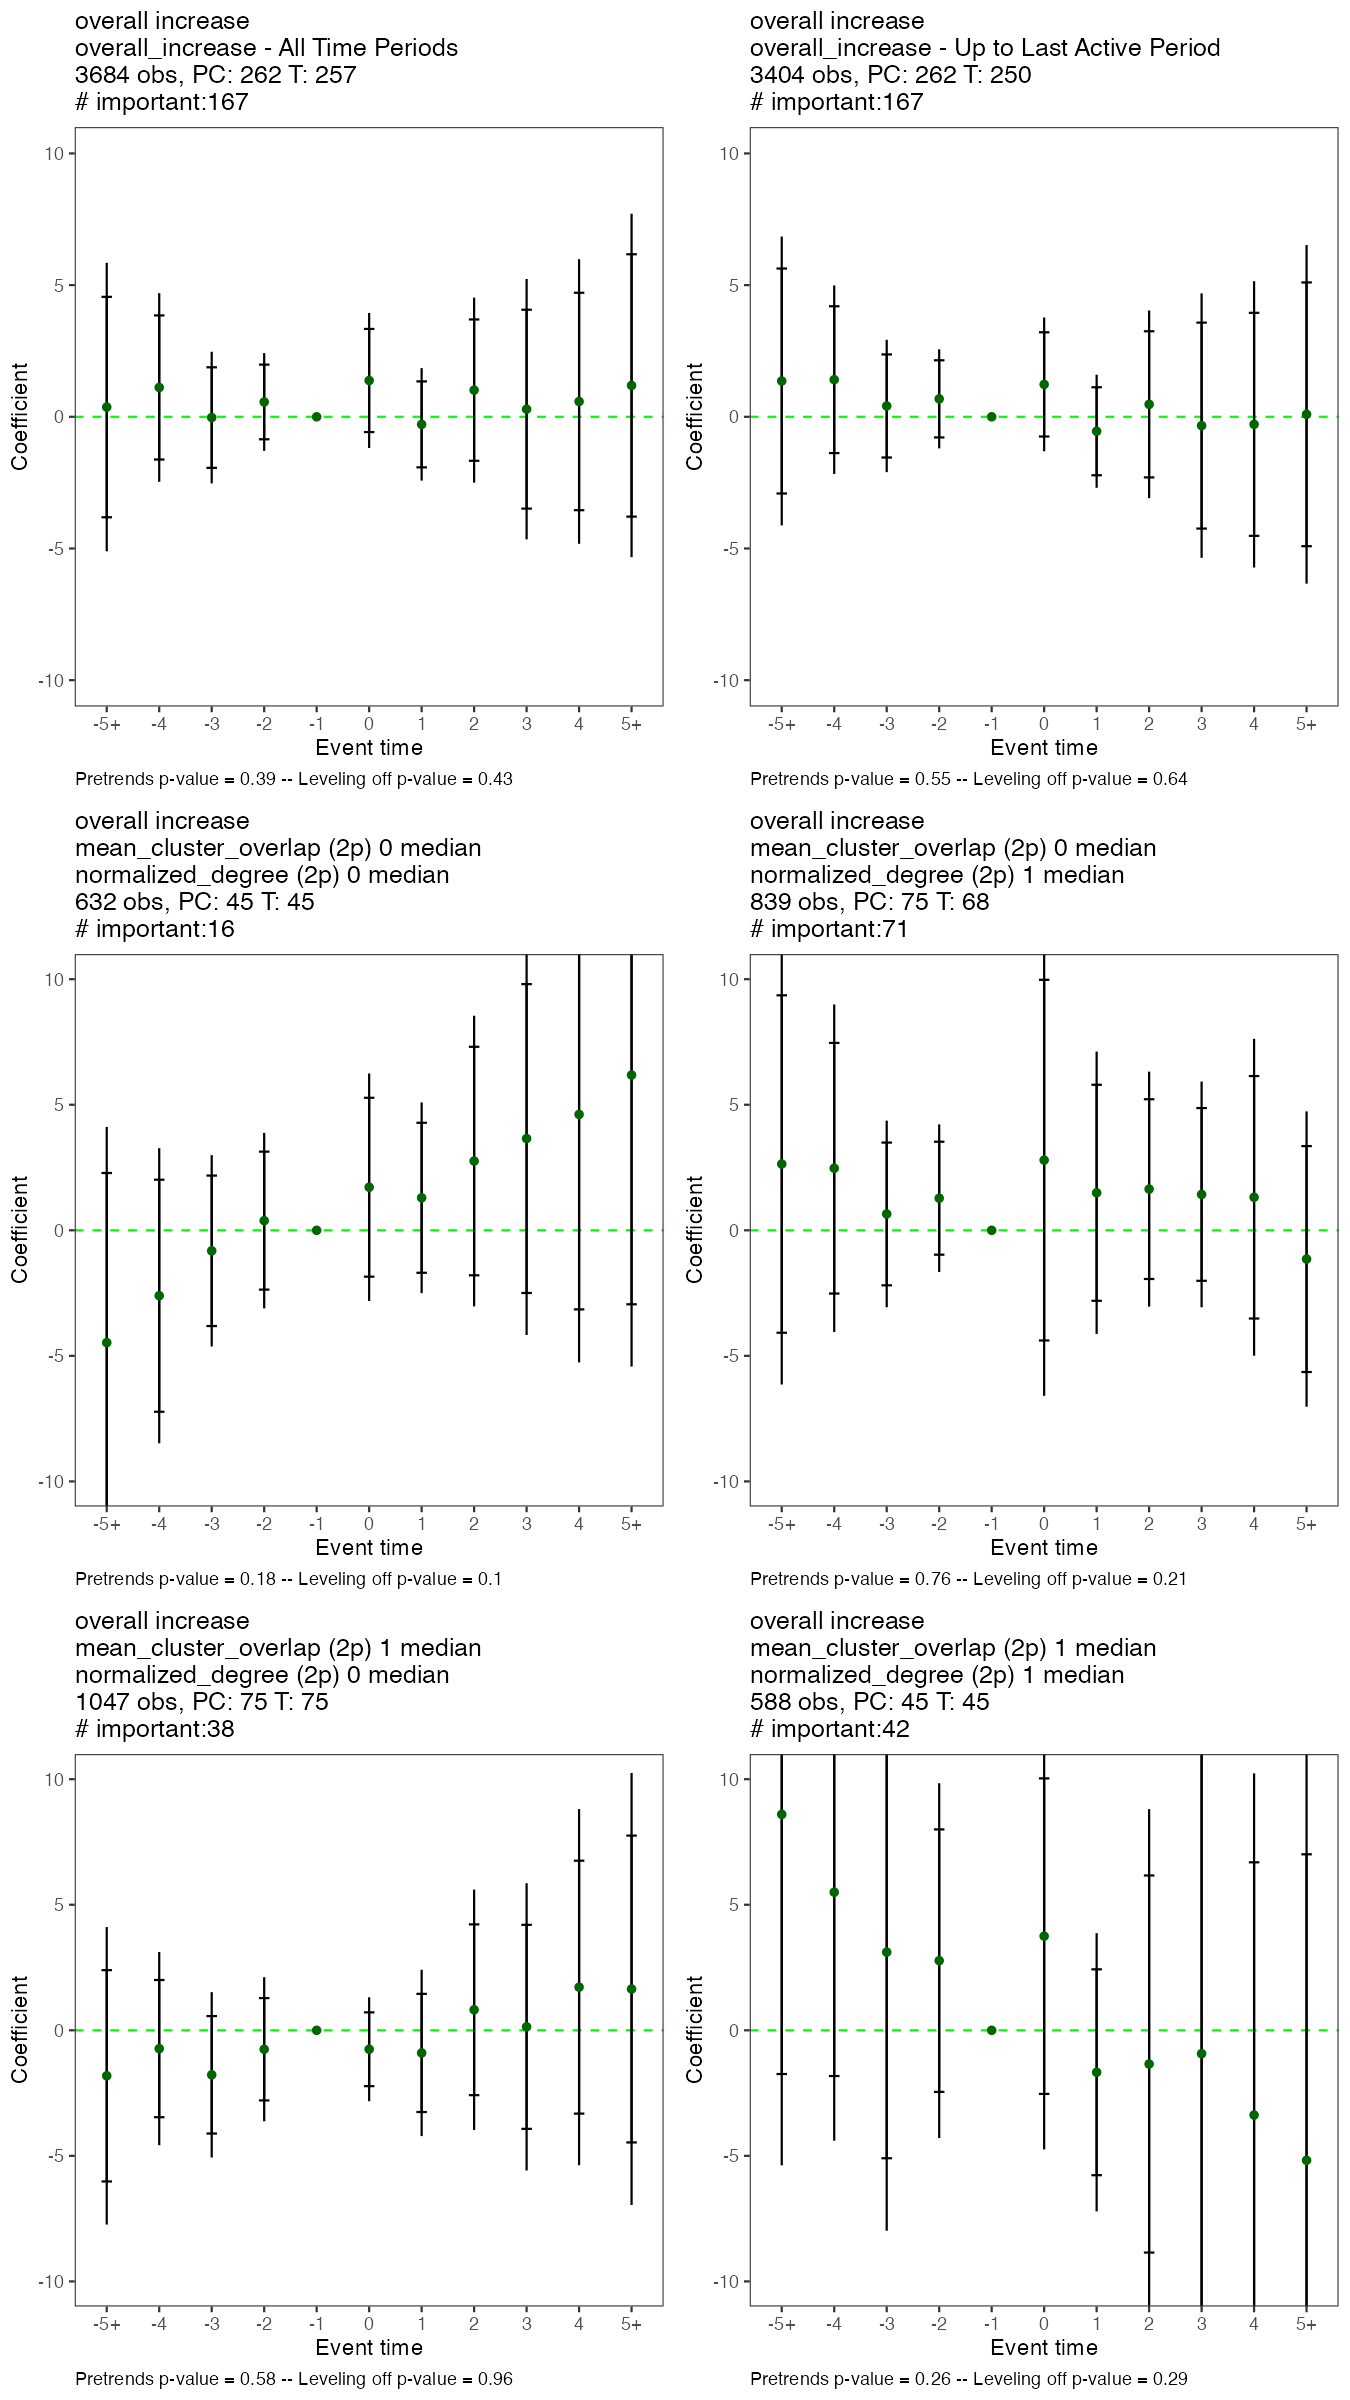 overall increase
overall_increase - All Time Periods
3684 obs, PC: 262 T: 257
# important:167
10
5
0
-5
-10
Coefficient
-5+ -4 -3 -2 -1 0 1 2 3 4 5+
Event time
Pretrends p-value = 0.39 -- Leveling off p-value = 0.43
overall increase
overall_increase - Up to Last Active Period
3404 obs, PC: 262 T: 250
# important:167
10
5
0
-5
-10
Coefficient
-5+ -4 -3 -2 -1 0 1 2 3 4 5+
Event time
Pretrends p-value = 0.55 -- Leveling off p-value = 0.64
overall increase
mean_cluster_overlap (2p) 0 median
normalized_degree (2p) 0 median
632 obs, PC: 45 T: 45
# important:16
10
5
0
-5
-10
Coefficient
-5+ -4 -3 -2 -1 0 1 2 3 4 5+
Event time
Pretrends p-value = 0.18 -- Leveling off p-value = 0.1
overall increase
mean_cluster_overlap (2p) 0 median
normalized_degree (2p) 1 median
839 obs, PC: 75 T: 68
# important:71
10
5
0
-5
-10
Coefficient
-5+ -4 -3 -2 -1 0 1 2 3 4 5+
Event time
Pretrends p-value = 0.76 -- Leveling off p-value = 0.21
overall increase
mean_cluster_overlap (2p) 1 median
normalized_degree (2p) 0 median
1047 obs, PC: 75 T: 75
# important:38
10
5
0
-5
-10
Coefficient
-5+ -4 -3 -2 -1 0 1 2 3 4 5+
Event time
Pretrends p-value = 0.58 -- Leveling off p-value = 0.96
overall increase
mean_cluster_overlap (2p) 1 median
normalized_degree (2p) 1 median
588 obs, PC: 45 T: 45
# important:42
10
5
0
-5
-10
Coefficient
-5+ -4 -3 -2 -1 0 1 2 3 4 5+
Event time
Pretrends p-value = 0.26 -- Leveling off p-value = 0.29